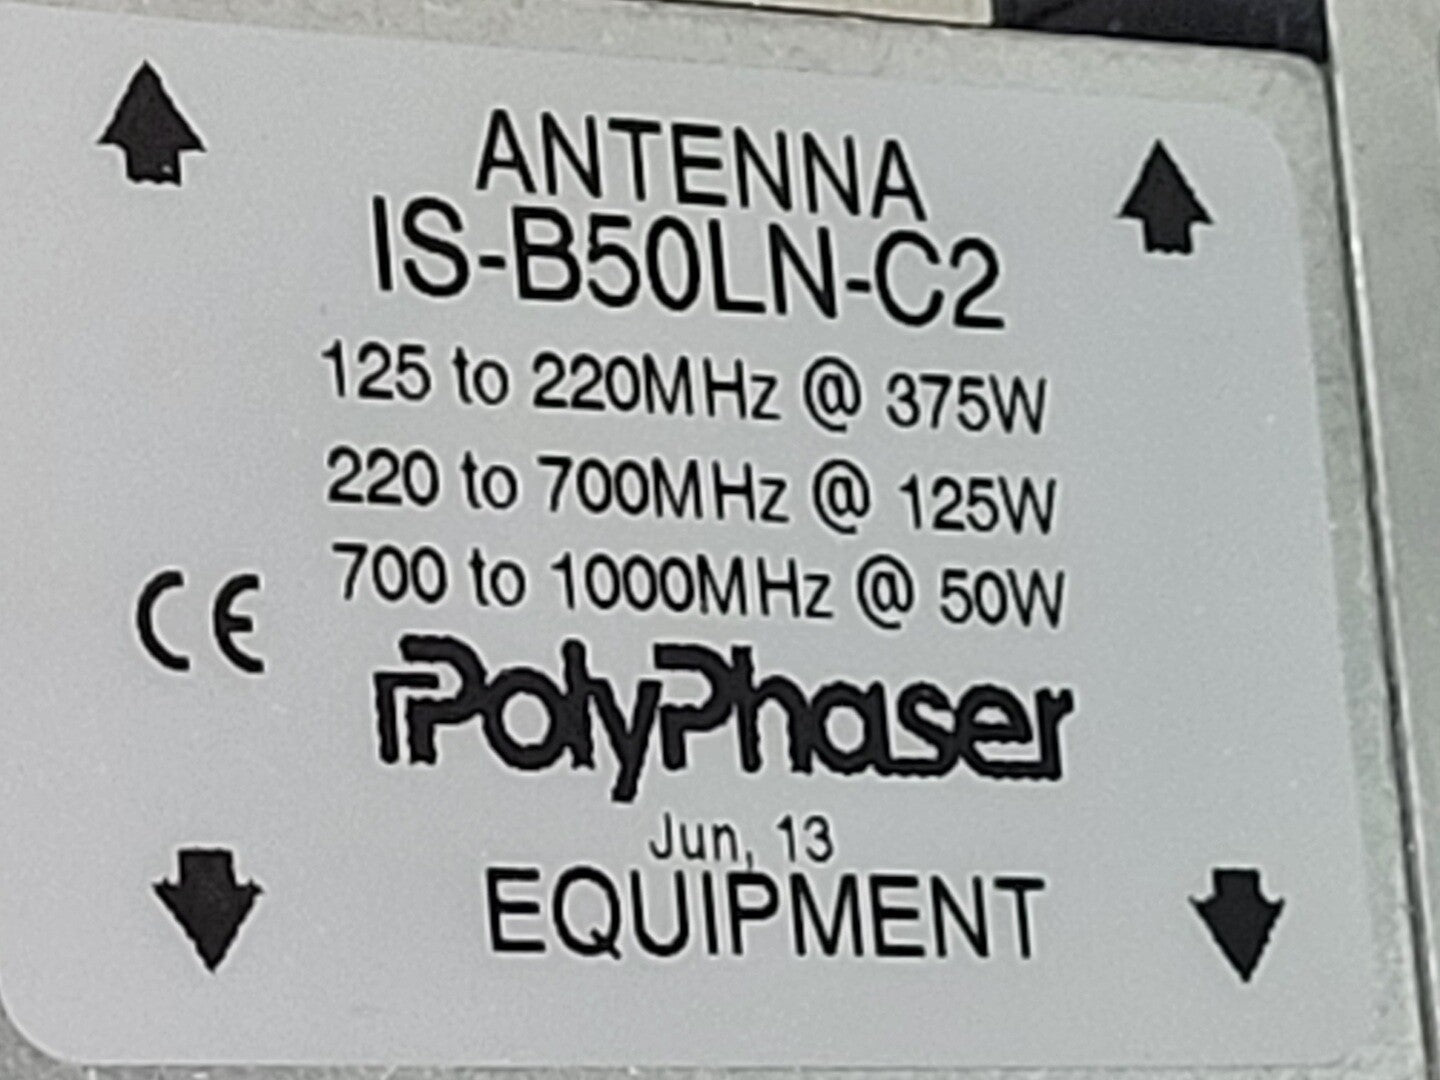 ANTENNA
IS-B50LN-C2
125 to 220MHz @ 375W
220 to 700MHz @ 125W
700 to 1000MHz @ 50W
CE
PolyPhaser
Jun, 13
EQUIPMENT